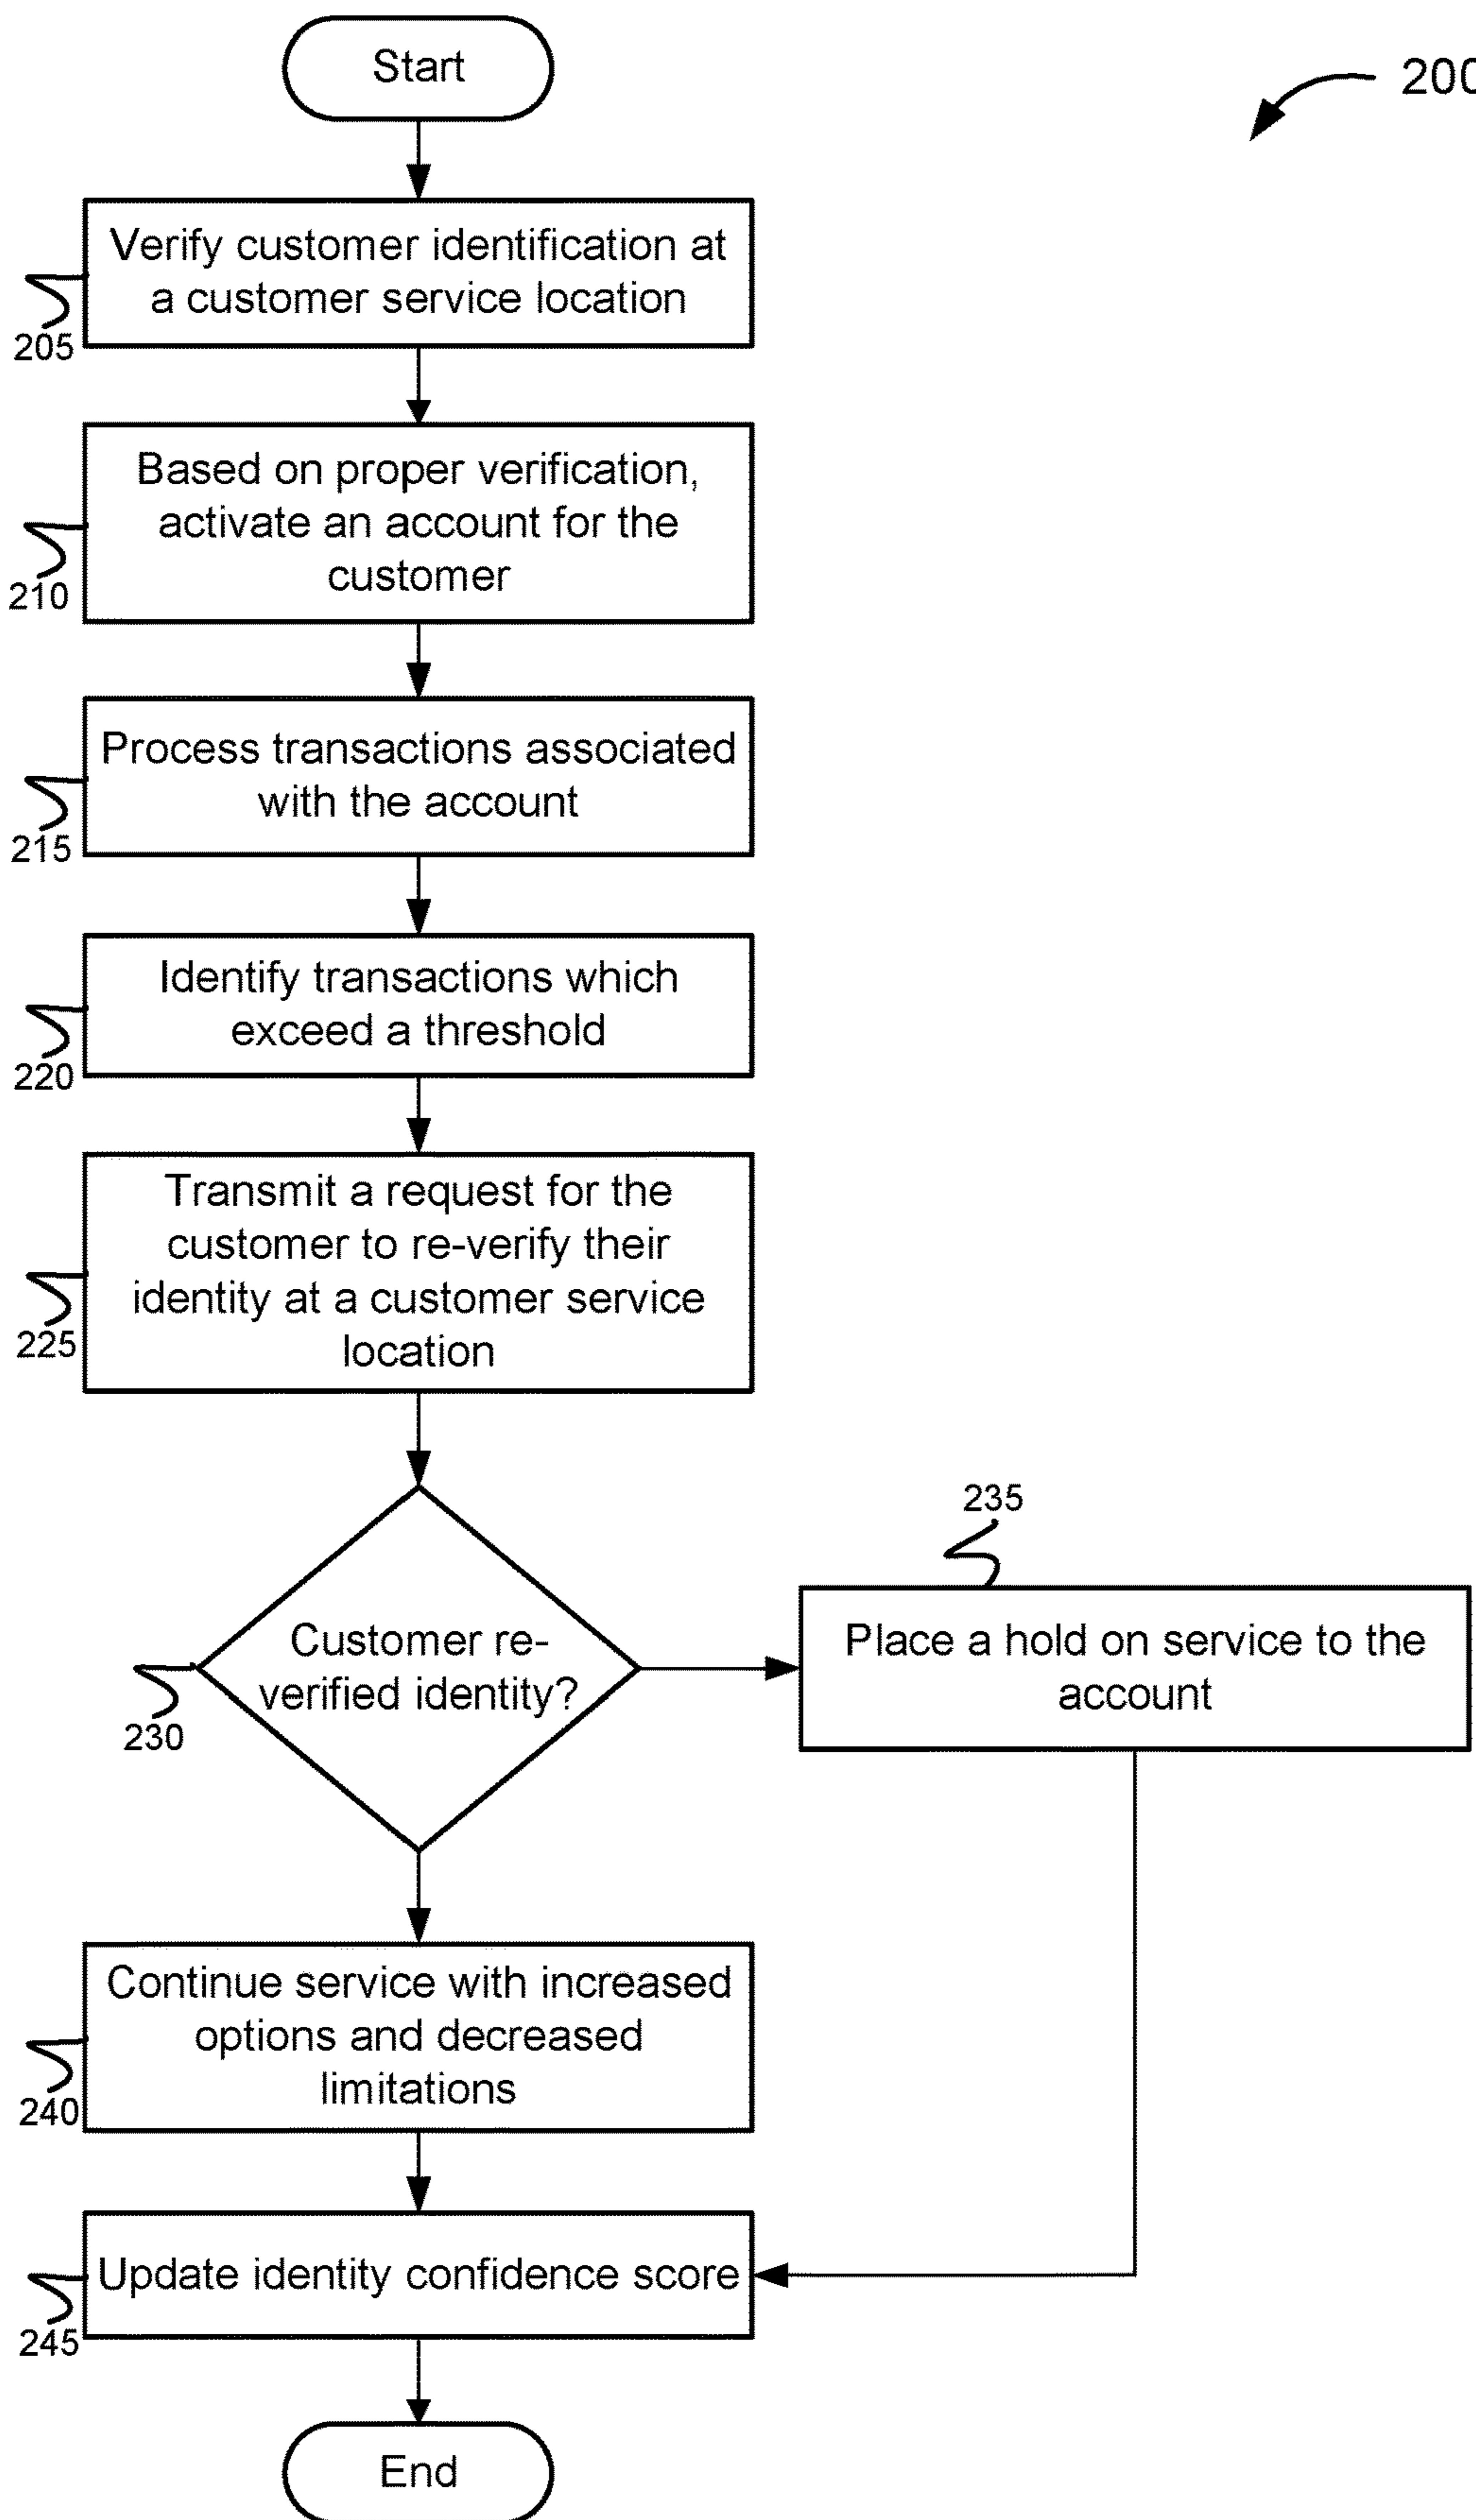 Start
200
Verify customer identification at
a customer service location
205
Based on proper verification,
activate an account for the
customer
210
Process transactions associated
with the account
215
Identify transactions which
exceed a threshold
220
Transmit a request for the
customer to re-verify their
identity at a customer service
location
225
Customer re-
verified identity?
230
235
Place a hold on service to the
account
Continue service with increased
options and decreased
limitations
240
Update identity confidence score
245
End